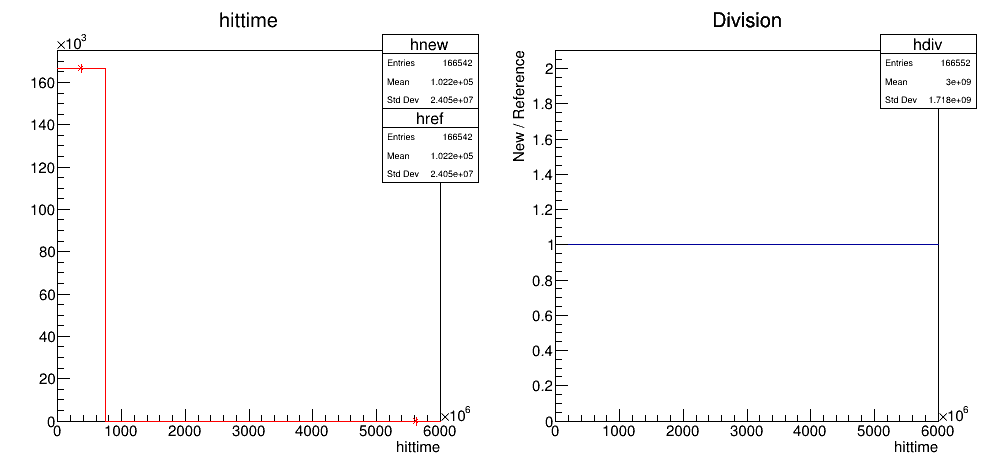 hittime
×10³
hnew
Entries 166542
Mean 1.022e+05
Std Dev 2.405e+07
href
Entries 166542
Mean 1.022e+05
Std Dev 2.405e+07
160
140
120
100
80
60
40
20
0
0 1000 2000 3000 4000 5000 6000
×10⁶
hittime
Division
hdiv
Entries 166552
Mean 3e+09
Std Dev 1.718e+09
New / Reference
2
1.8
1.6
1.4
1.2
1
0.8
0.6
0.4
0.2
0
0 1000 2000 3000 4000 5000 6000
×10⁶
hittime